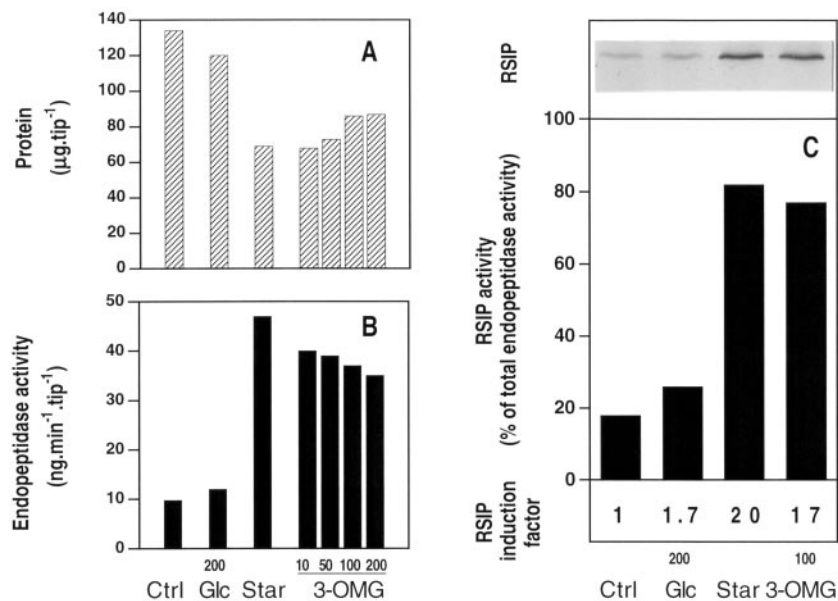 A
Protein
(μg.tip-1)
140
120
100
80
60
40
20
0
B
Endopeptidase activity
(ng.min-1.tip-1)
50
40
30
20
10
0
200 10 50 100 200
Ctrl Glc Star 3-OMG
RSIP
C
RSIP activity
(% of total endopeptidase activity)
100
80
60
40
20
0
RSIP
induction
factor
1 1.7 20 17
200 100
Ctrl Glc Star 3-OMG